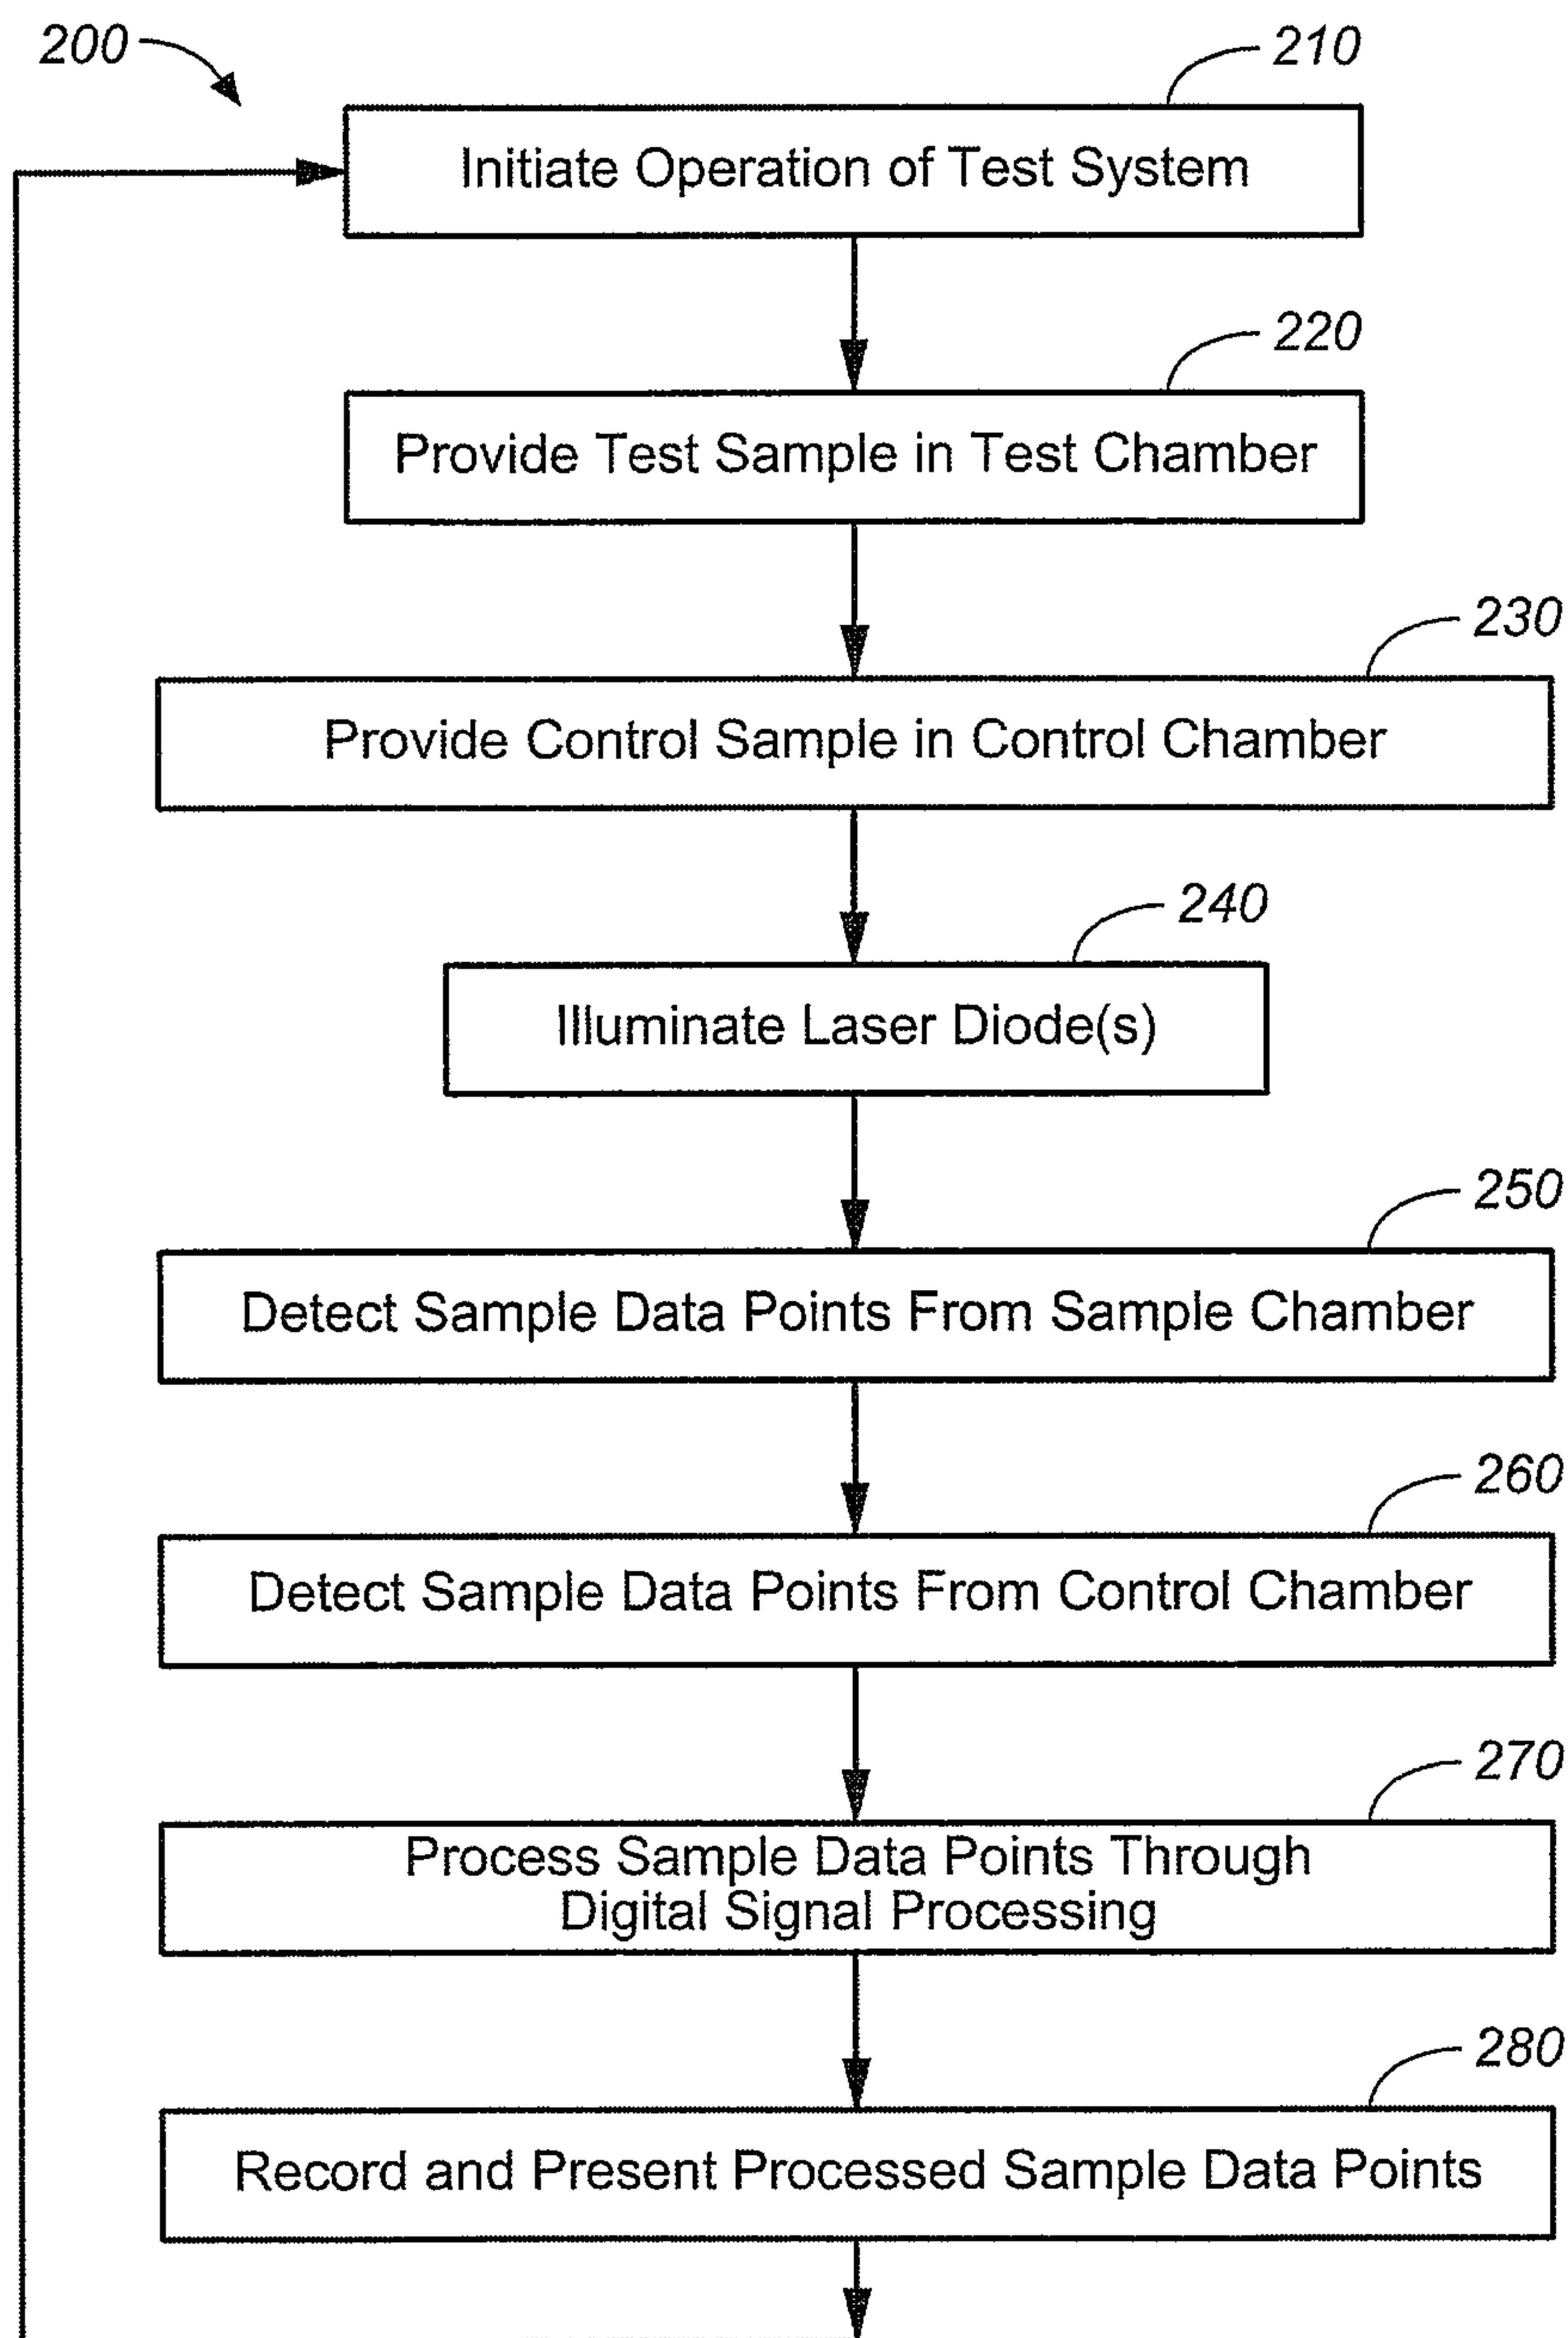 200
210
Initiate Operation of Test System
220
Provide Test Sample in Test Chamber
230
Provide Control Sample in Control Chamber
240
Illuminate Laser Diode(s)
250
Detect Sample Data Points From Sample Chamber
260
Detect Sample Data Points From Control Chamber
270
Process Sample Data Points Through
Digital Signal Processing
280
Record and Present Processed Sample Data Points